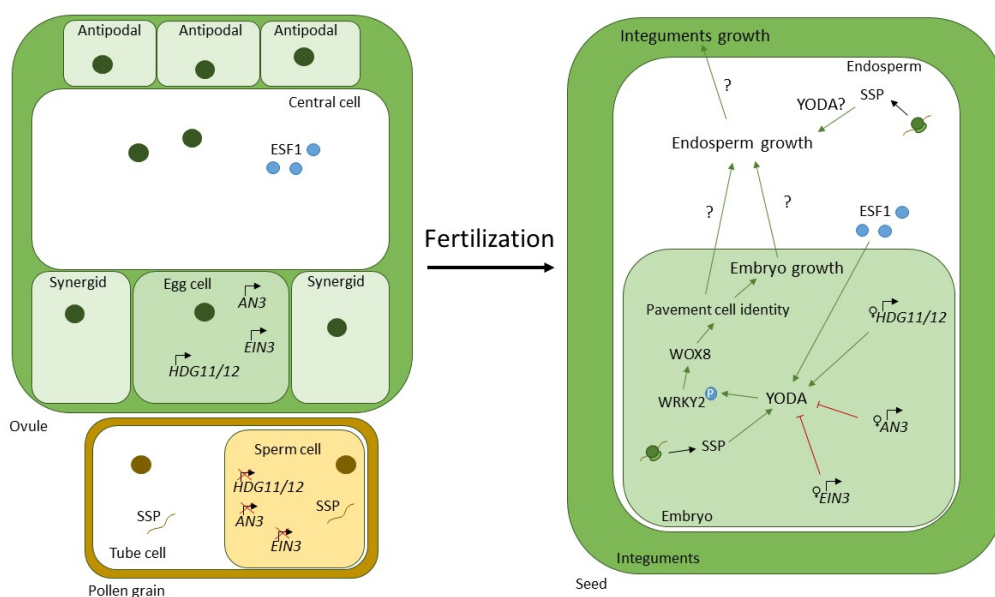 Antipodal
Antipodal
Antipodal
Central cell
ESF1
Synergid
Egg cell
Synergid
AN3
EIN3
HDG11/12
Ovule
Sperm cell
HDG11/12
SSP
SSP
AN3
EIN3
Tube cell
Pollen grain
Fertilization
Integuments growth
?
Endosperm
SSP
YODA?
Endosperm growth
?
?
ESF1
Embryo growth
Pavement cell identity
♀HDG11/12
WOX8
WRKY2
P
YODA
♀AN3
SSP
♀EIN3
Embryo
Integuments
Seed